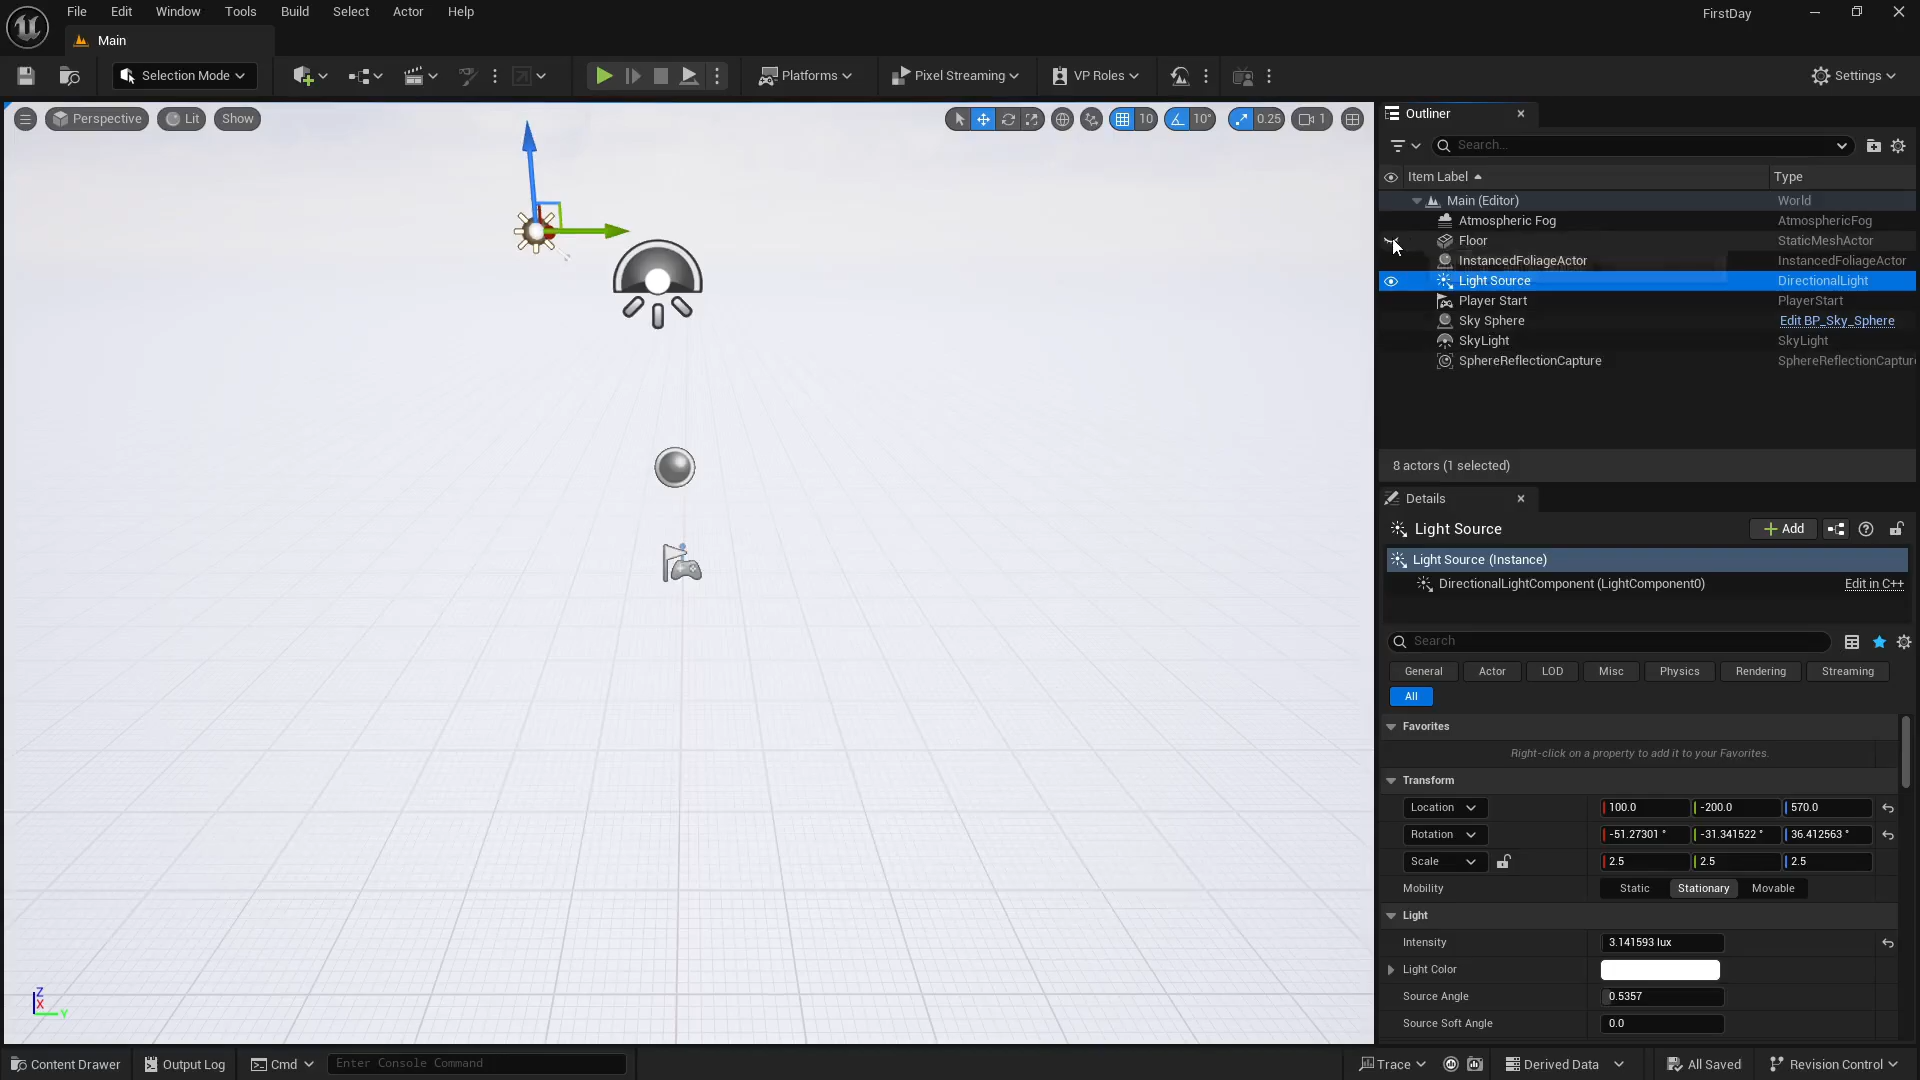 File Edit Window Tools Build Select Actor Help
FirstDay
Main
Selection Mode
Platforms
Pixel Streaming
VP Roles
Settings
Perspective
Lit
Show
10
10°
0.25
1
Outliner
Search...
Item Label
Type
Main (Editor)
World
Atmospheric Fog
AtmosphericFog
Floor
StaticMeshActor
InstancedFoliageActor
InstancedFoliageActor
Light Source
DirectionalLight
Player Start
PlayerStart
Sky Sphere
Edit BP_Sky_Sphere
SkyLight
SkyLight
SphereReflectionCapture
SphereReflectionCapture
8 actors (1 selected)
Details
Light Source
Add
Light Source (Instance)
DirectionalLightComponent (LightComponent0)
Edit in C++
Search
General
Actor
LOD
Misc
Physics
Rendering
Streaming
All
Favorites
Right-click on a property to add it to your Favorites.
Transform
Location
100.0
-200.0
570.0
Rotation
-51.27301 °
-31.341522 °
36.412563 °
Scale
2.5
2.5
2.5
Mobility
Static
Stationary
Movable
Light
Intensity
3.141593 lux
Light Color
Source Angle
0.5357
Source Soft Angle
0.0
Z
X
Y
Content Drawer
Output Log
Cmd
Enter Console Command
Trace
Derived Data
All Saved
Revision Control